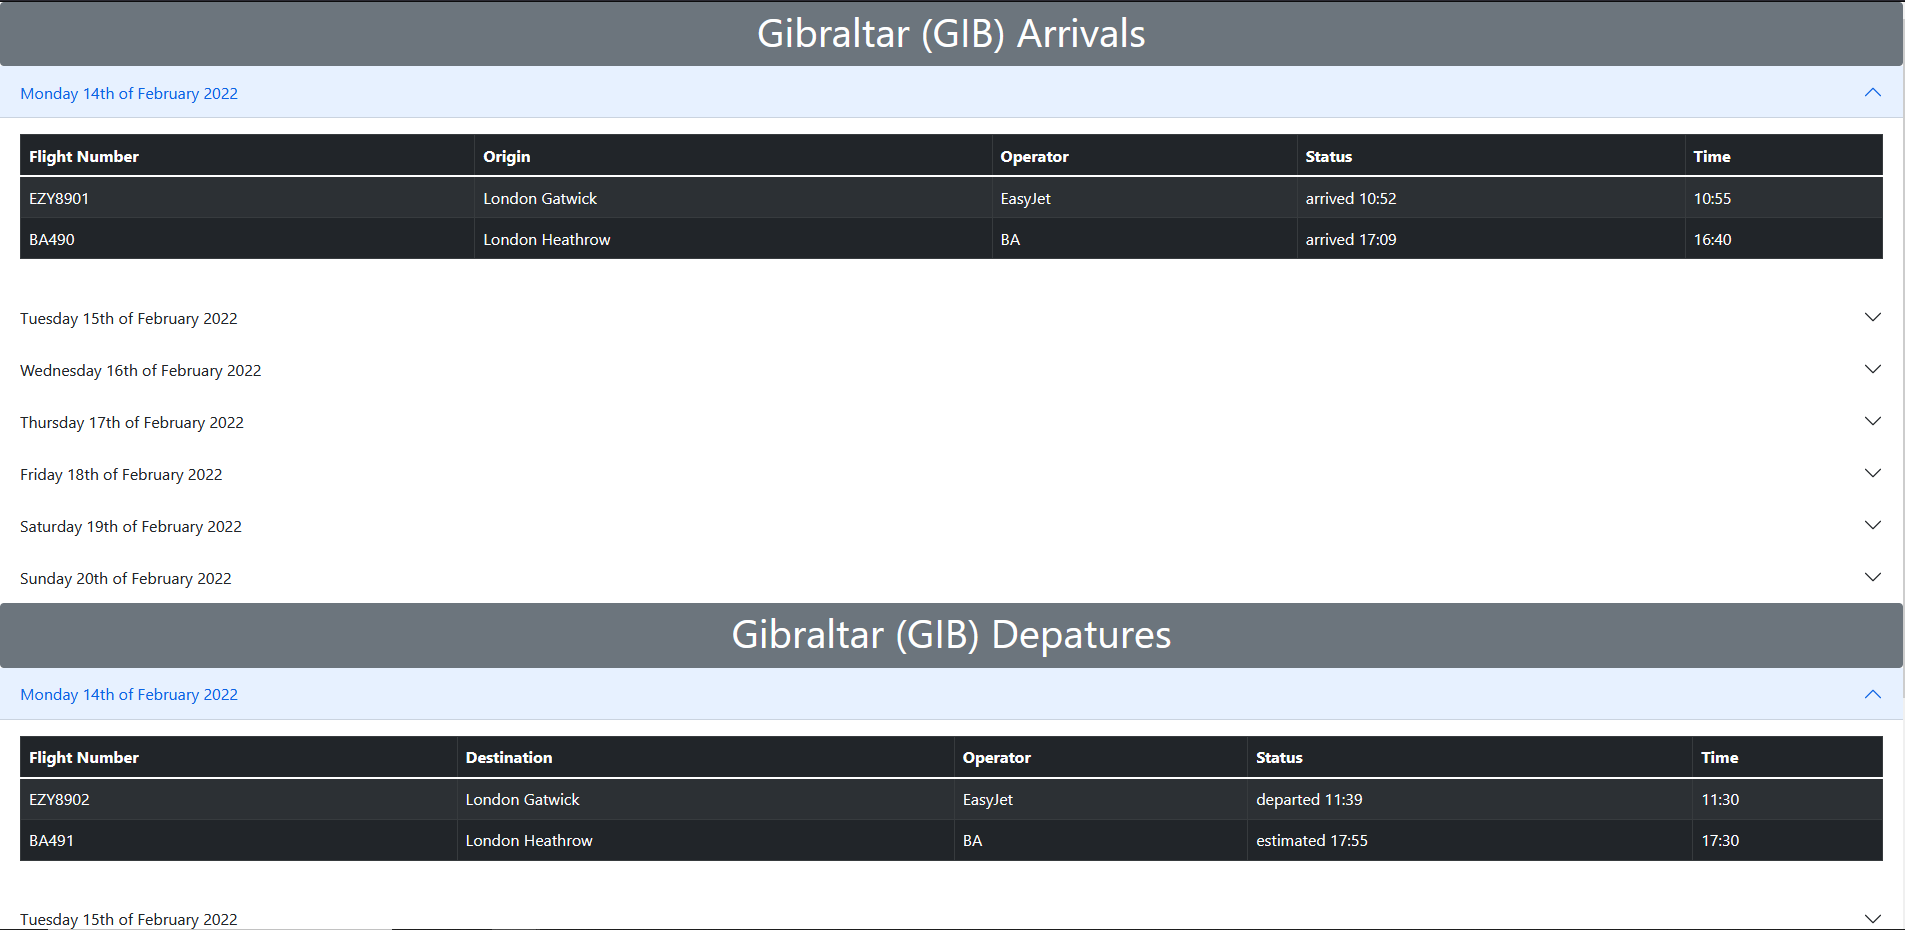 Gibraltar (GIB) Arrivals
Monday 14th of February 2022
Flight Number Origin Operator Status Time
EZY8901 London Gatwick EasyJet arrived 10:52 10:55
BA490 London Heathrow BA arrived 17:09 16:40
Tuesday 15th of February 2022
Wednesday 16th of February 2022
Thursday 17th of February 2022
Friday 18th of February 2022
Saturday 19th of February 2022
Sunday 20th of February 2022
Gibraltar (GIB) Depatures
Monday 14th of February 2022
Flight Number Destination Operator Status Time
EZY8902 London Gatwick EasyJet departed 11:39 11:30
BA491 London Heathrow BA estimated 17:55 17:30
Tuesday 15th of February 2022